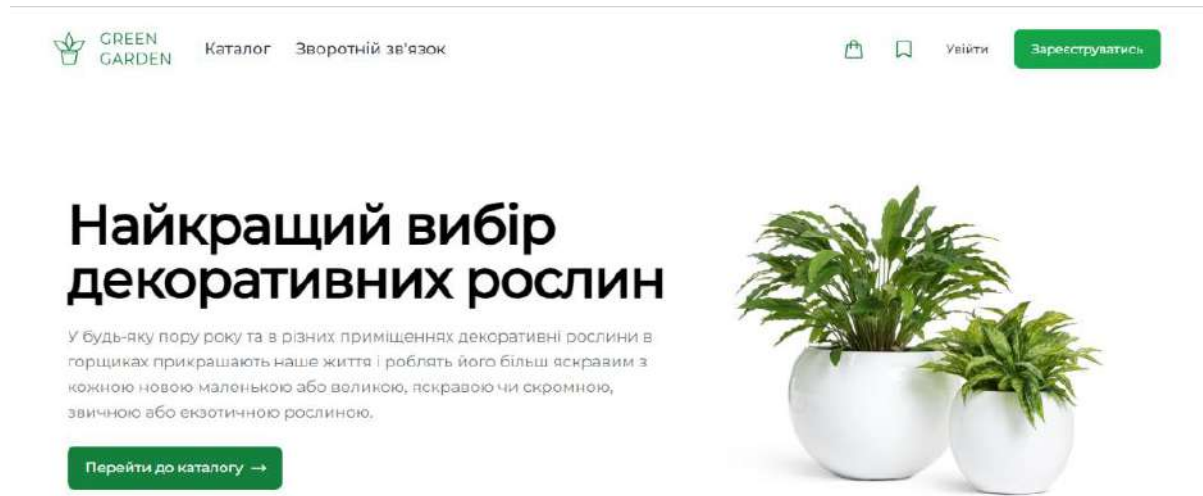 GREEN
GARDEN
Каталог Зворотній зв'язок
Увійти
Зареєструватись
Найкращий вибір
декоративних рослин
У будь-яку пору року та в різних приміщеннях декоративні рослини в
горщиках прикрашають наше життя і роблять його більш яскравим з
кожною новою маленькою або великою, яскравою чи скромною,
звичною або екзотичною рослиною.
Перейти до каталогу →